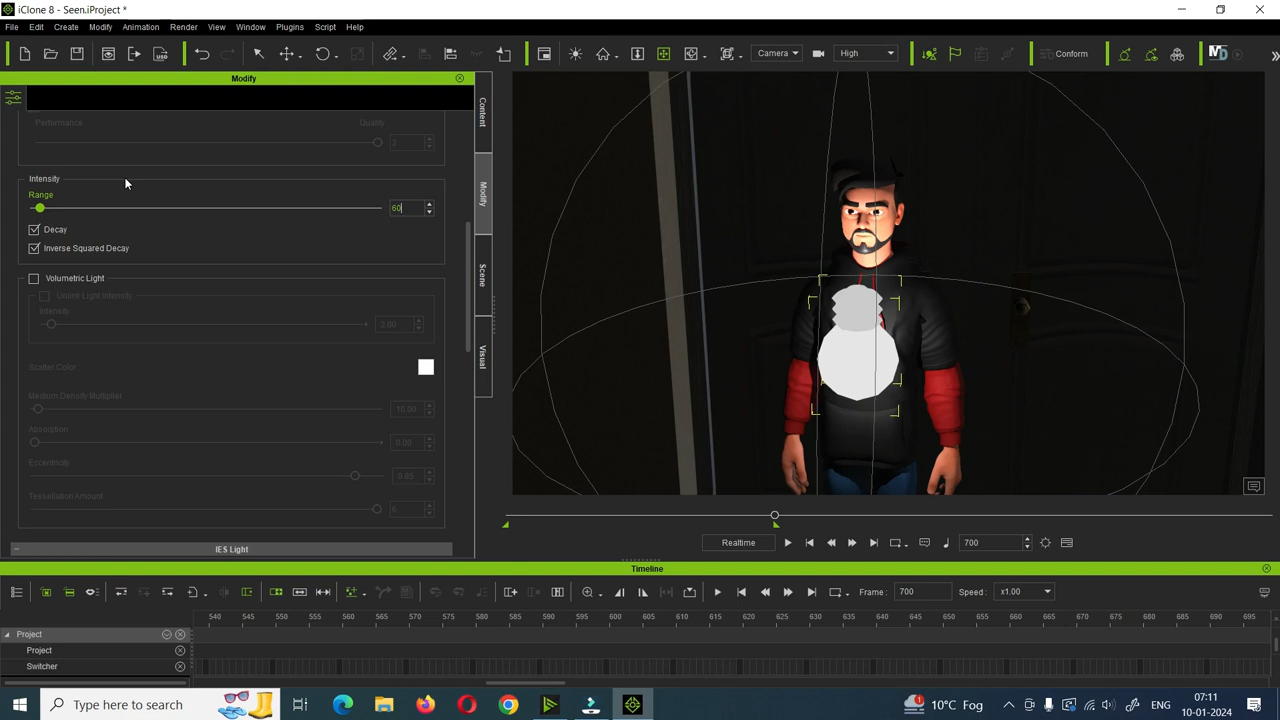 iClone 8 - Seen.iProject *
File Edit Create Modify Animation Render View Window Plugins Script Help
Camera High Conform
Modify
Content
Modify
Scene
Visual
Performance Quality
2
Intensity
Range
60
Decay
Inverse Squared Decay
Volumetric Light
Unlink Light Intensity
Intensity
2.00
Scatter Color
Medium Density Multiplier
10.00
Absorption
0.00
Eccentricity
0.85
Tessellation Amount
6
IES Light
Realtime 700
Timeline
Frame : 700 Speed : x1.00
540 545 550 555 560 565 570 575 580 585 590 595 600 605 610 615 620 625 630 635 640 645 650 655 660 665 670 675 680 685 690 695
Project
Project
Switcher
Type here to search
1 10°C Fog ENG 07:11
10-01-2024